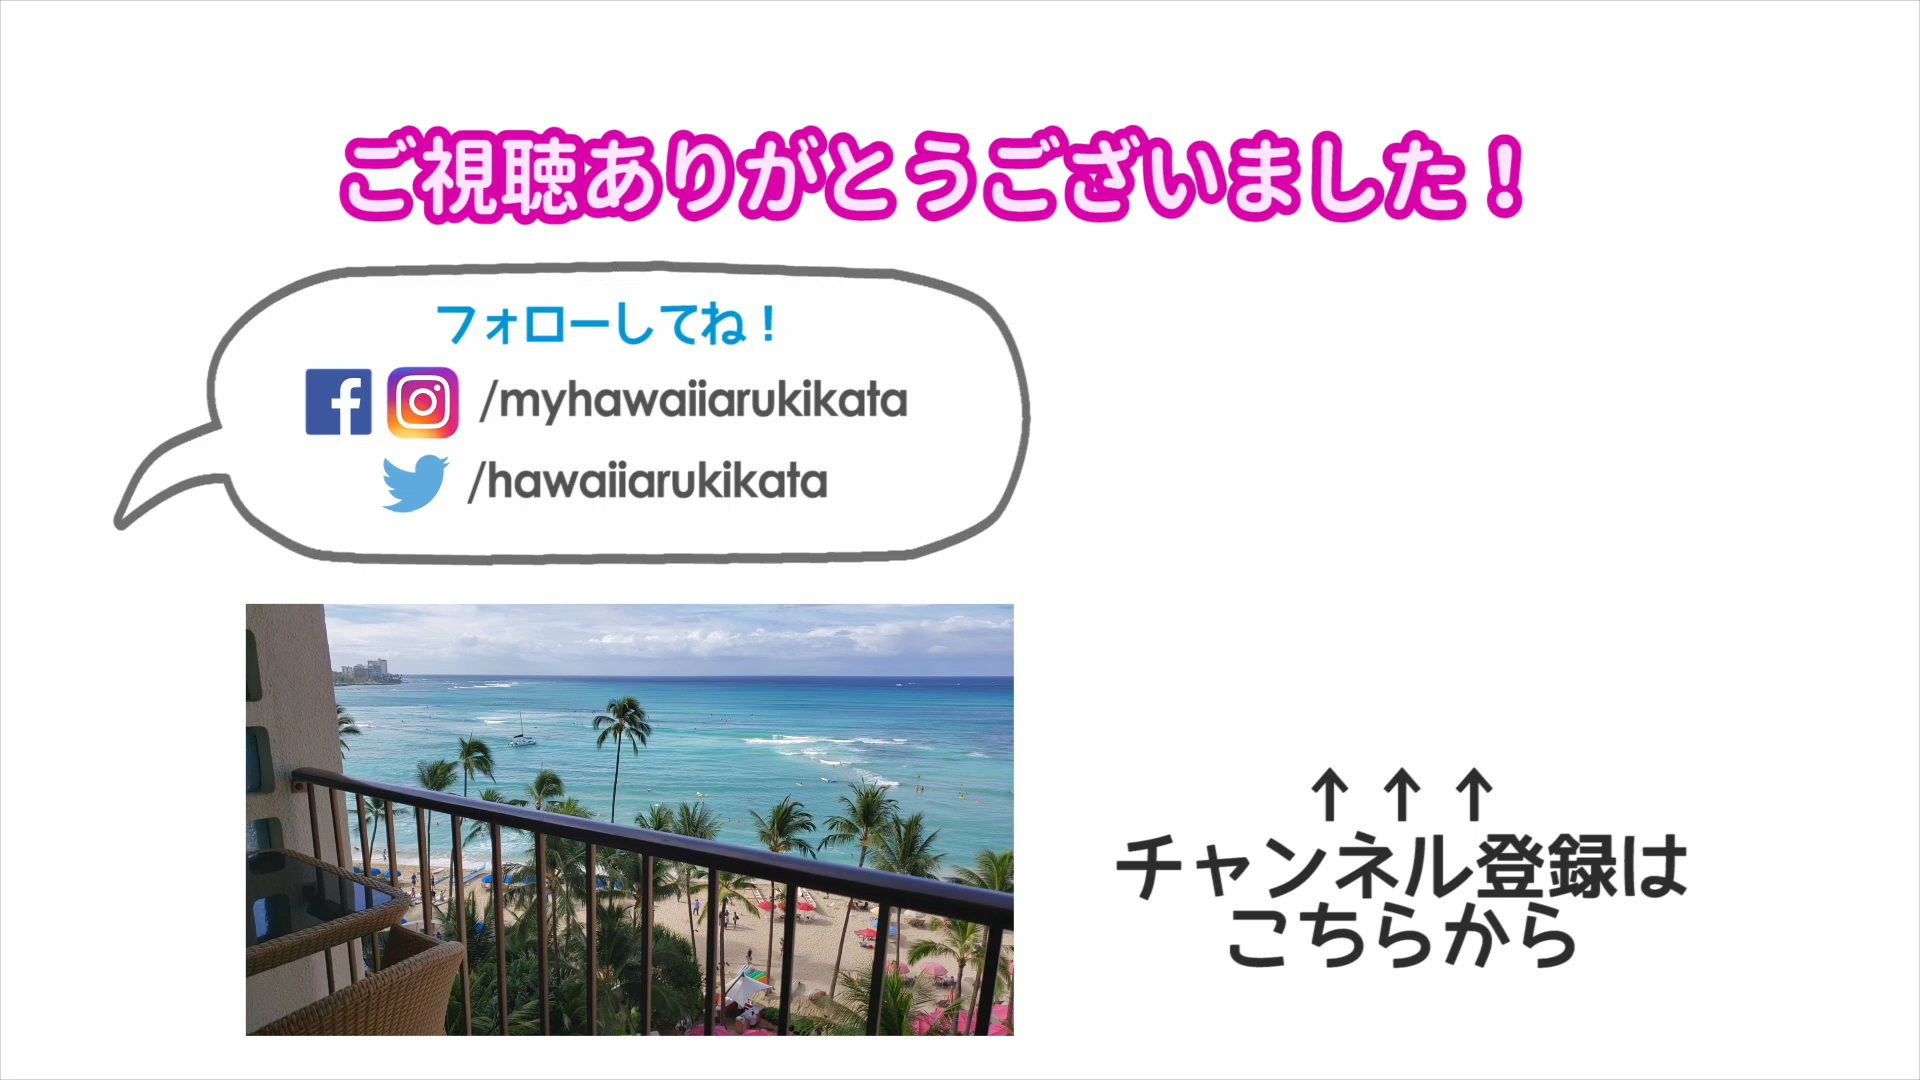 ご視聴ありがとうございました!
フォローしてね!
/myhawaiiarukikata
/hawaiiarukikata
↑ ↑ ↑
チャンネル登録は
こちらから